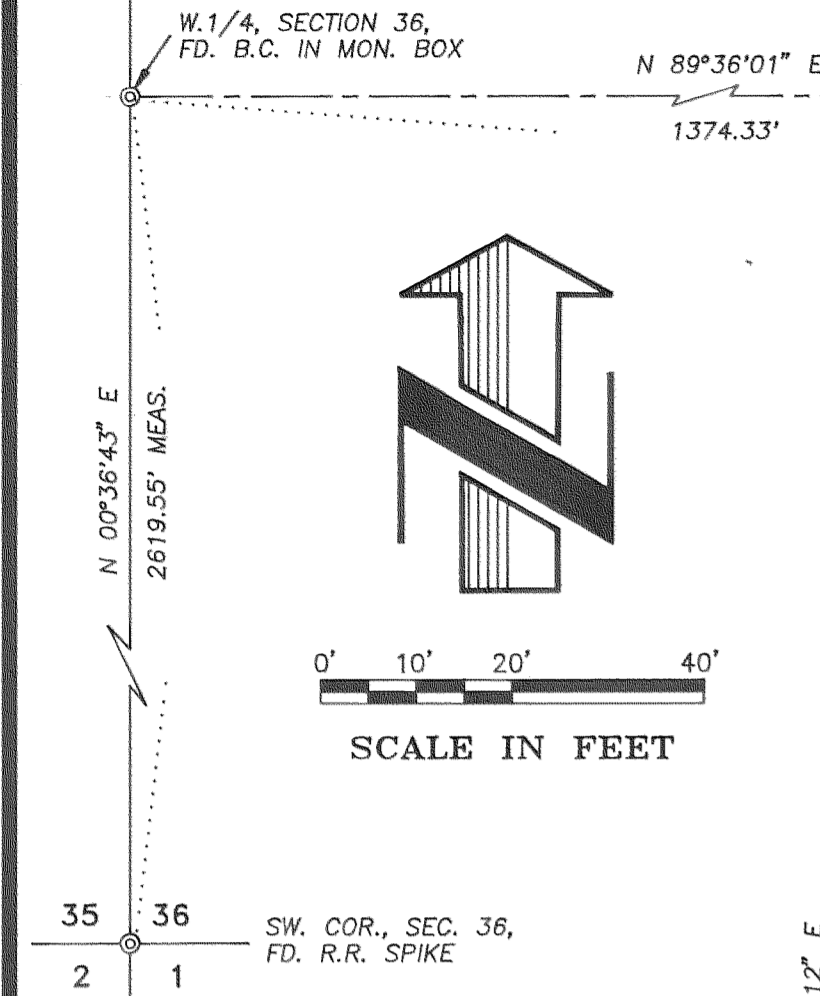 W.1/4, SECTION 36,
FD. B.C. IN MON. BOX
N 89°36'01" E
1374.33'
N 00°36'43" E
2619.55' MEAS.
0' 10' 20' 40'
SCALE IN FEET
35 36
2 1
SW. COR., SEC. 36,
FD. R.R. SPIKE
12" E